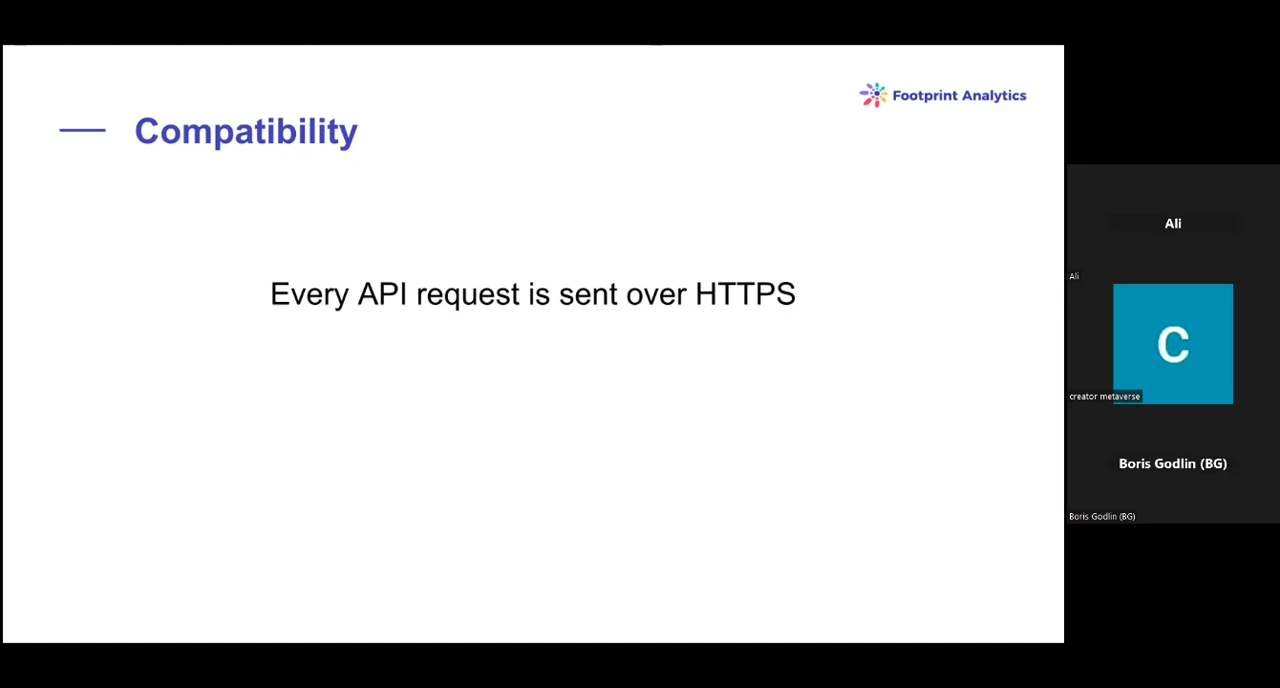 Footprint Analytics
Compatibility
Every API request is sent over HTTPS
Ali
Ali
C
creator metaverse
Boris Godlin (BG)
Boris Godlin (BG)